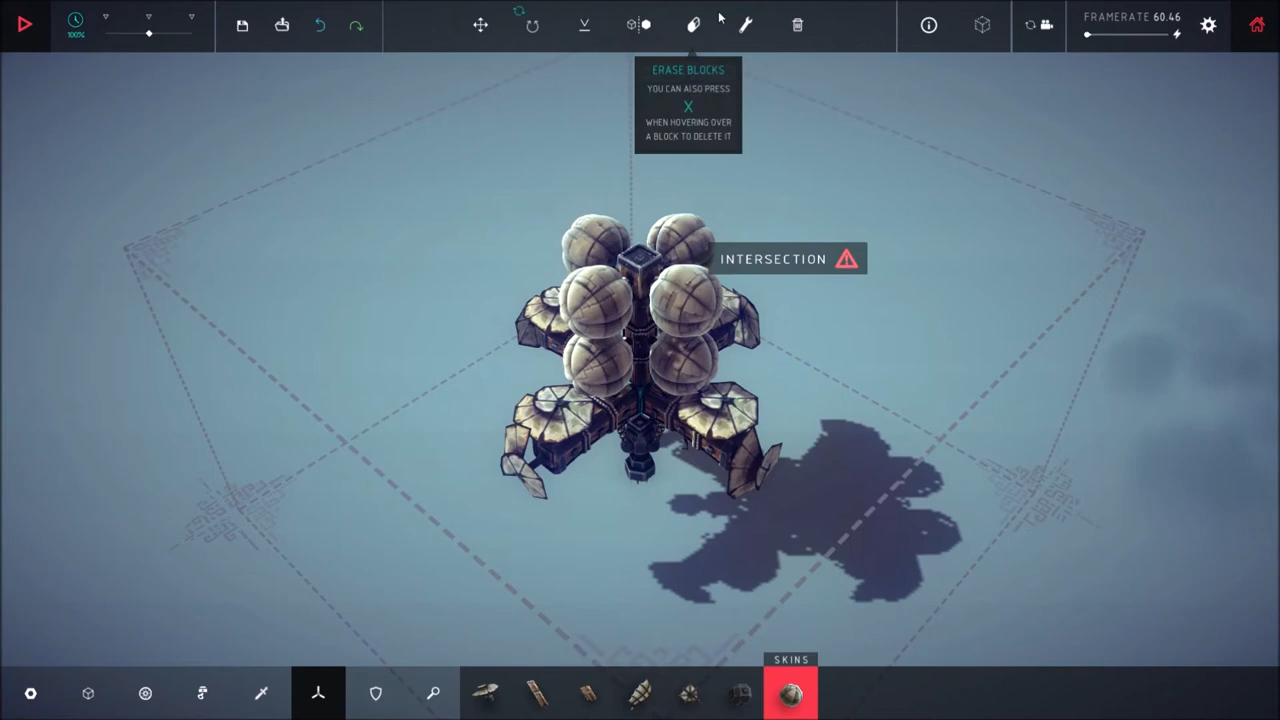 FRAMERATE 60.46
100%
ERASE BLOCKS
YOU CAN ALSO PRESS
X
WHEN HOVERING OVER
A BLOCK TO DELETE IT
INTERSECTION
SKINS